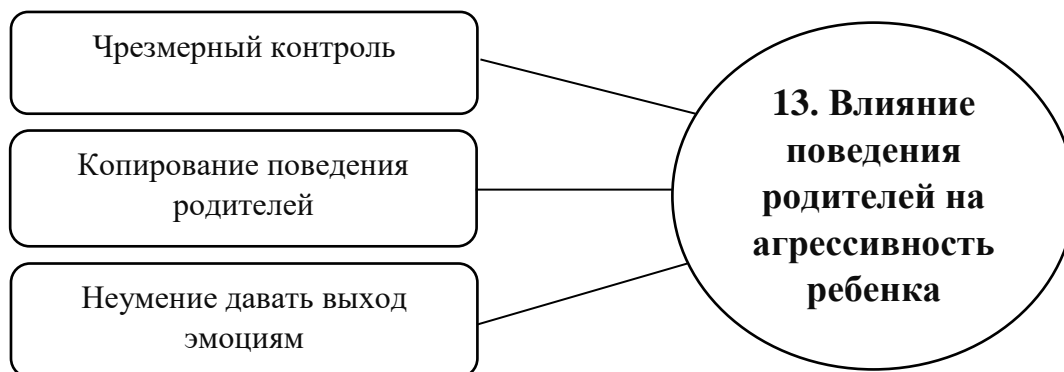 Чрезмерный контроль
Копирование поведения
родителей
Неумение давать выход
эмоциям
13. Влияние
поведения
родителей на
агрессивность
ребенка